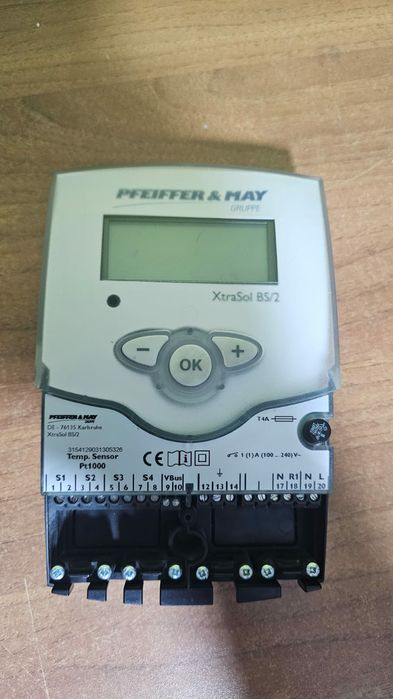 PFEIFFER & MAY
GRUPPE
XtraSol BS/2
- OK +
PFEIFFER & MAY
GRUPPE
DE - 76135 Karlsruhe
XtraSol BS/2
T4A
3154129031305326
Temp. Sensor
Pt1000
CE
1 (1) A (100 ... 240) V~
S1 S2 S3 S4 VBus N R1 N L
1 2 3 4 5 6 7 8 9 10 12 13 14 17 18 19 20